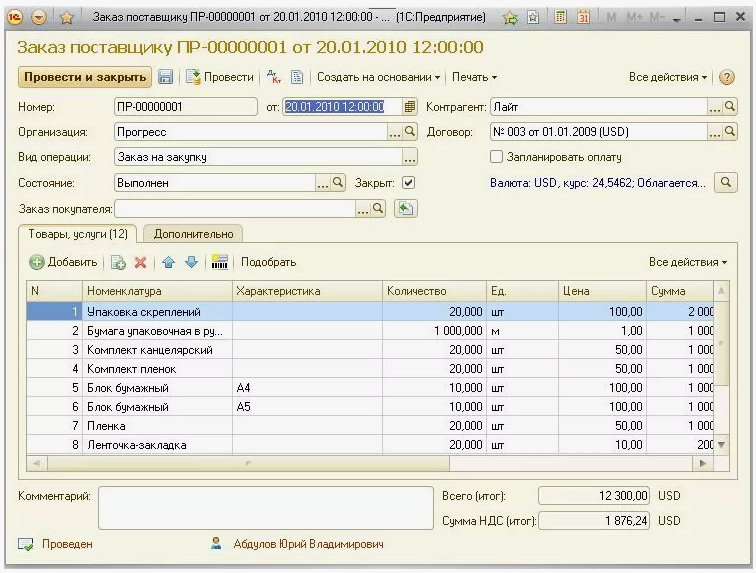 Заказ поставщику ПР-00000001 от 20.01.2010 12:00:00 - ... [1С:Предприятие] M M+ M-
Заказ поставщику ПР-00000001 от 20.01.2010 12:00:00
Провести и закрыть Провести Дт Кт Создать на основании Печать Все действия ?
Номер: ПР-00000001 от: 20.01.2010 12:00:00 Контрагент: Лайт ...
Организация: Прогресс ... Договор: № 003 от 01.01.2009 (USD) ...
Вид операции: Заказ на закупку ... Запланировать оплату
Состояние: Выполнен ... Закрыт: Валюта: USD, курс: 24,5462; Облагается...
Заказ покупателя: ...
Товары, услуги (12) Дополнительно
Добавить Подобрать Все действия
N Номенклатура Характеристика Количество Ед. Цена Сумма
1 Упаковка скреплений 20,000 шт 100,00 2 000
2 Бумага упаковочная в ру... 1 000,000 м 1,00 1 000
3 Комплект канцелярский 20,000 шт 50,00 1 000
4 Комплект пленок 20,000 шт 50,00 1 000
5 Блок бумажный А4 10,000 шт 100,00 1 000
6 Блок бумажный А5 10,000 шт 100,00 1 000
7 Пленка 20,000 шт 50,00 1 000
8 Ленточка-закладка 20,000 шт 10,00 200
Комментарий: Всего (итог): 12 300,00 USD
Сумма НДС (итог): 1 876,24 USD
Проведен Абдулов Юрий Владимирович